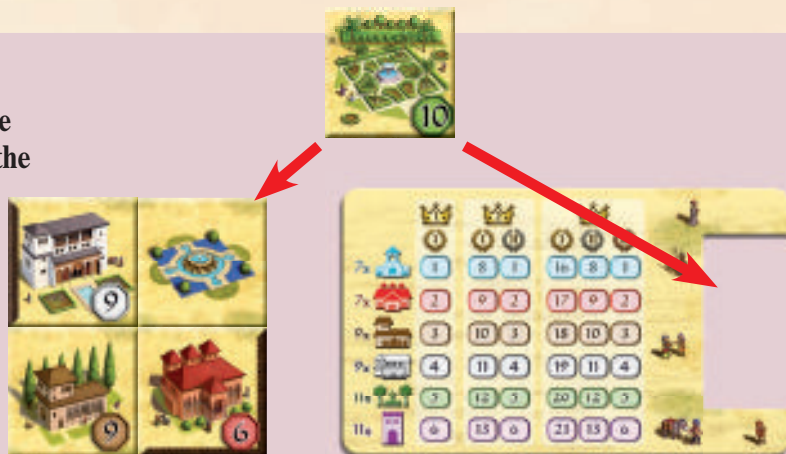 10
e
the
9
9
6
7x 1 8 1 16 8 1
7x 2 9 2 17 9 2
9x 3 10 3 18 10 3
9x 4 11 4 19 11 4
11x 5 12 5 20 12 5
11x 6 13 6 21 13 6